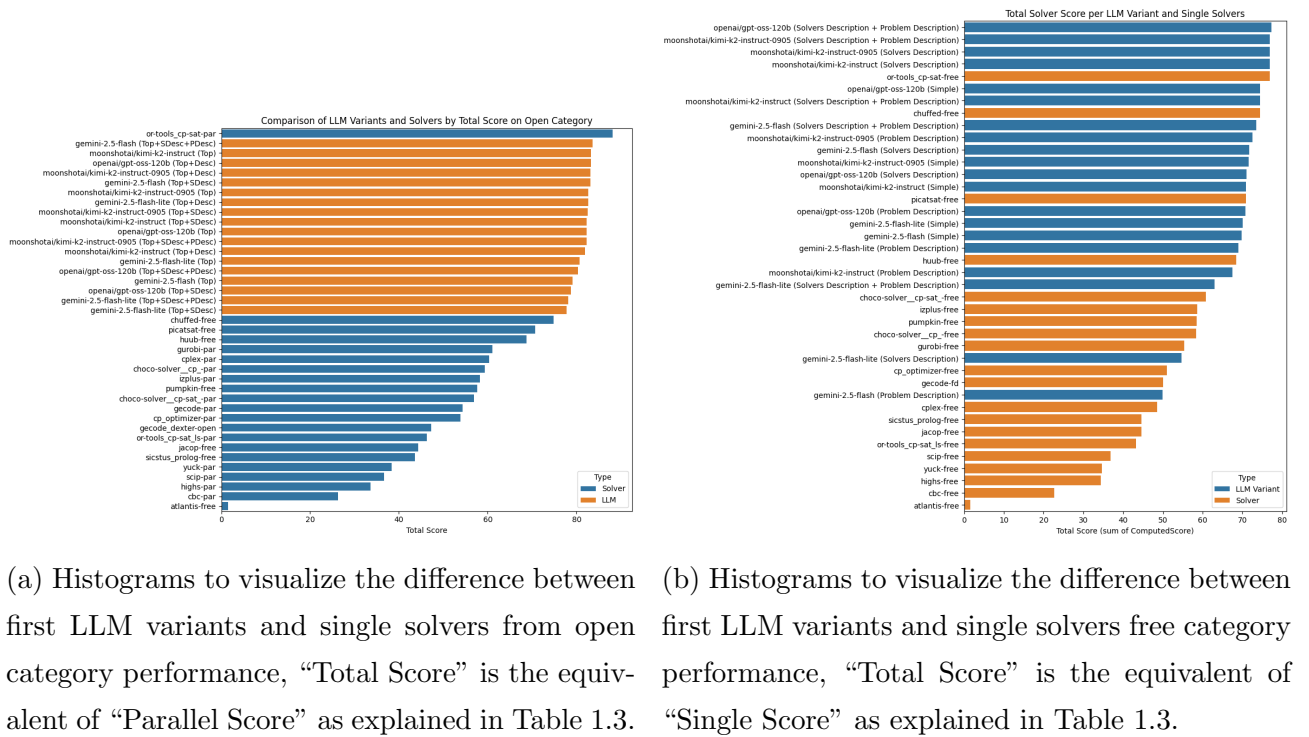 Comparison of LLM Variants and Solvers by Total Score on Open Category
or-tools_cp-sat-par
gemini-2.5-flash (Top+SDesc+PDesc)
moonshotai/kimi-k2-instruct (Top)
openai/gpt-oss-120b (Top+Desc)
moonshotai/kimi-k2-instruct-0905 (Top+Desc)
gemini-2.5-flash (Top+SDesc)
moonshotai/kimi-k2-instruct-0905 (Top)
gemini-2.5-flash-lite (Top+Desc)
moonshotai/kimi-k2-instruct-0905 (Top+SDesc)
moonshotai/kimi-k2-instruct (Top+SDesc)
openai/gpt-oss-120b (Top)
moonshotai/kimi-k2-instruct-0905 (Top+SDesc+PDesc)
moonshotai/kimi-k2-instruct (Top+Desc)
gemini-2.5-flash-lite (Top)
openai/gpt-oss-120b (Top+SDesc+PDesc)
gemini-2.5-flash (Top)
openai/gpt-oss-120b (Top+SDesc)
gemini-2.5-flash-lite (Top+SDesc+PDesc)
gemini-2.5-flash-lite (Top+SDesc)
chuffed-free
picatsat-free
huub-free
gurobi-par
cplex-par
choco-solver__cp_-par
izplus-par
pumpkin-free
choco-solver__cp-sat_-par
gecode-par
cp_optimizer-par
gecode_dexter-open
or-tools_cp-sat_ls-par
jacop-free
sicstus_prolog-free
yuck-par
scip-par
highs-par
cbc-par
atlantis-free
Type
Solver
LLM
0 20 40 60 80
Total Score
(a) Histograms to visualize the difference between
first LLM variants and single solvers from open
category performance, “Total Score” is the equiv-
alent of “Parallel Score” as explained in Table 1.3.
Total Solver Score per LLM Variant and Single Solvers
openai/gpt-oss-120b (Solvers Description + Problem Description)
moonshotai/kimi-k2-instruct-0905 (Solvers Description + Problem Description)
moonshotai/kimi-k2-instruct-0905 (Solvers Description)
moonshotai/kimi-k2-instruct (Solvers Description)
or-tools_cp-sat-free
openai/gpt-oss-120b (Simple)
moonshotai/kimi-k2-instruct (Solvers Description + Problem Description)
chuffed-free
gemini-2.5-flash (Solvers Description + Problem Description)
moonshotai/kimi-k2-instruct-0905 (Problem Description)
gemini-2.5-flash (Solvers Description)
moonshotai/kimi-k2-instruct-0905 (Simple)
openai/gpt-oss-120b (Solvers Description)
moonshotai/kimi-k2-instruct (Simple)
picatsat-free
openai/gpt-oss-120b (Problem Description)
gemini-2.5-flash-lite (Simple)
gemini-2.5-flash (Simple)
gemini-2.5-flash-lite (Problem Description)
huub-free
moonshotai/kimi-k2-instruct (Problem Description)
gemini-2.5-flash-lite (Solvers Description + Problem Description)
choco-solver__cp-sat_-free
izplus-free
pumpkin-free
choco-solver__cp_-free
gurobi-free
gemini-2.5-flash-lite (Solvers Description)
cp_optimizer-free
gecode-fd
gemini-2.5-flash (Problem Description)
cplex-free
sicstus_prolog-free
jacop-free
or-tools_cp-sat_ls-free
scip-free
yuck-free
highs-free
cbc-free
atlantis-free
Type
LLM Variant
Solver
0 10 20 30 40 50 60 70 80
Total Score (sum of ComputedScore)
(b) Histograms to visualize the difference between
first LLM variants and single solvers free category
performance, “Total Score” is the equivalent of
“Single Score” as explained in Table 1.3.